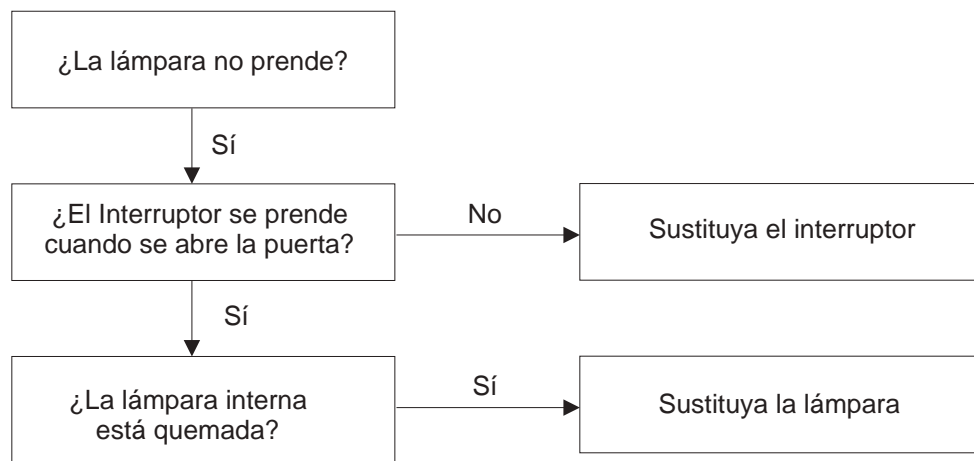 ¿La lámpara no prende?
Sí
¿El Interruptor se prende
cuando se abre la puerta?
No
Sustituya el interruptor
Sí
¿La lámpara interna
está quemada?
Sí
Sustituya la lámpara